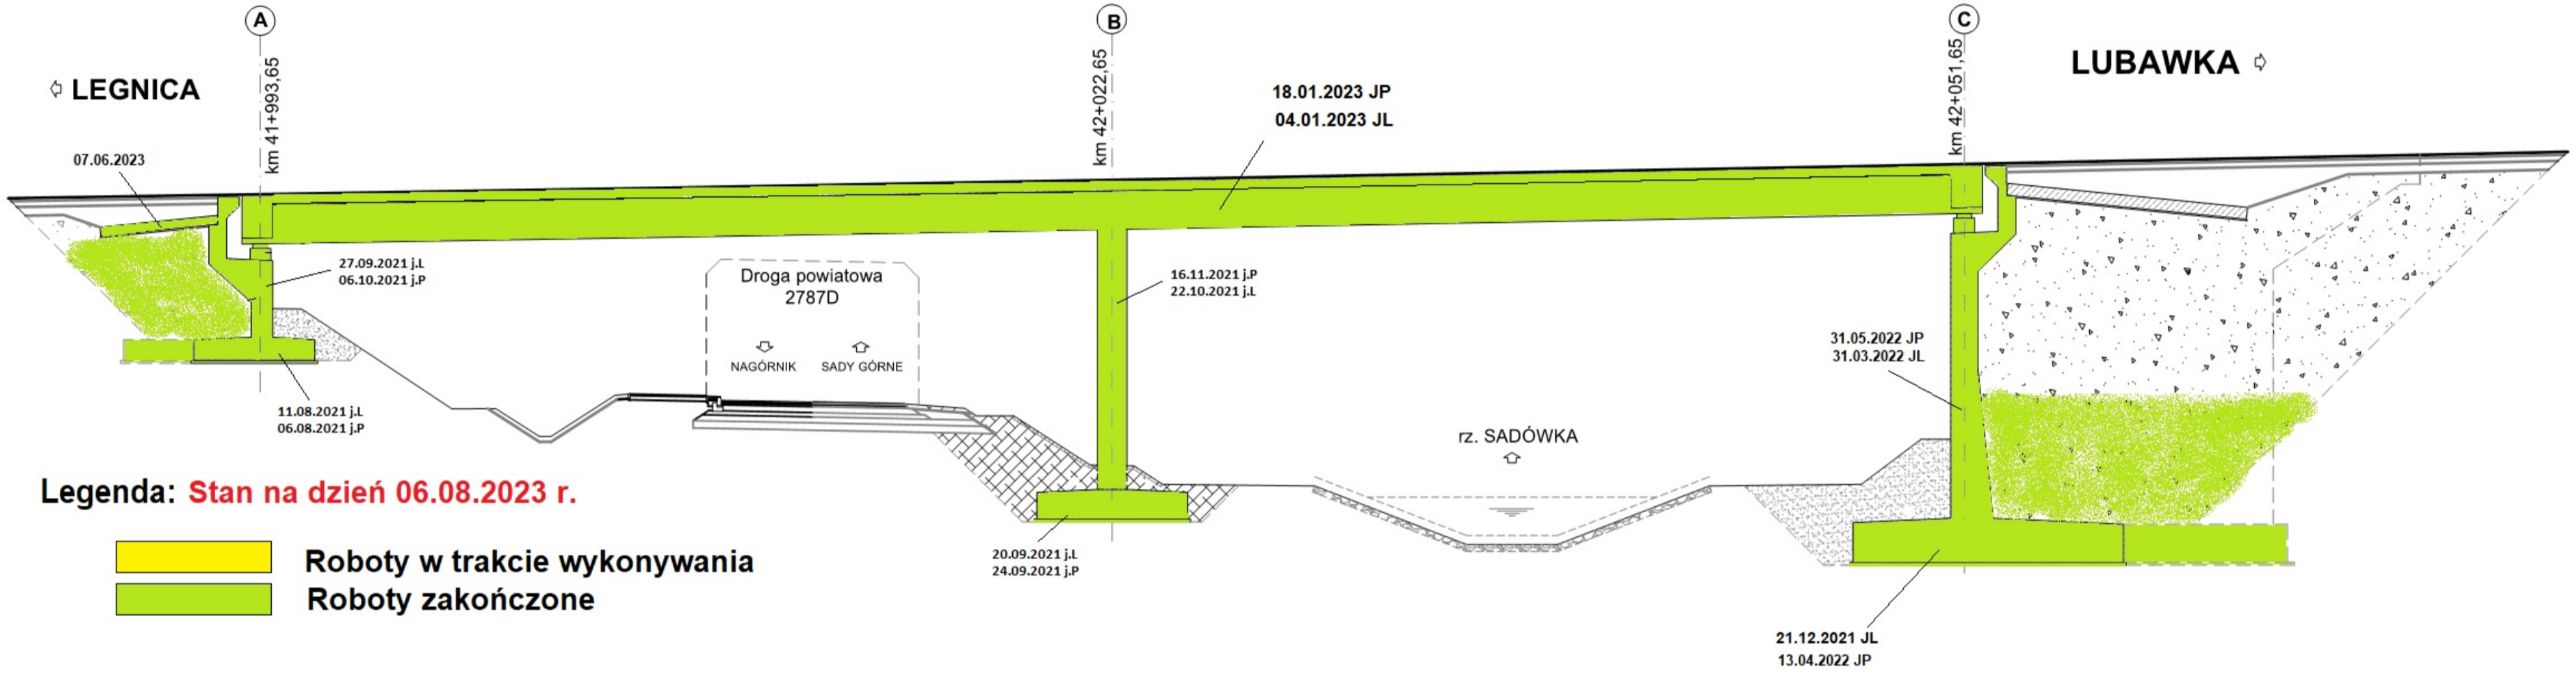 A
B
C
LEGNICA
LUBAWKA
km 41+993,65
km 42+022,65
km 42+051,65
18.01.2023 JP
04.01.2023 JL
07.06.2023
27.09.2021 j.L
06.10.2021 j.P
Droga powiatowa
2787D
NAGÓRNIK SADY GÓRNE
16.11.2021 j.P
22.10.2021 j.L
31.05.2022 JP
31.03.2022 JL
11.08.2021 j.L
06.08.2021 j.P
rz. SADÓWKA
Legenda: Stan na dzień 06.08.2023 r.
20.09.2021 j.L
24.09.2021 j.P
Roboty w trakcie wykonywania
Roboty zakończone
21.12.2021 JL
13.04.2022 JP